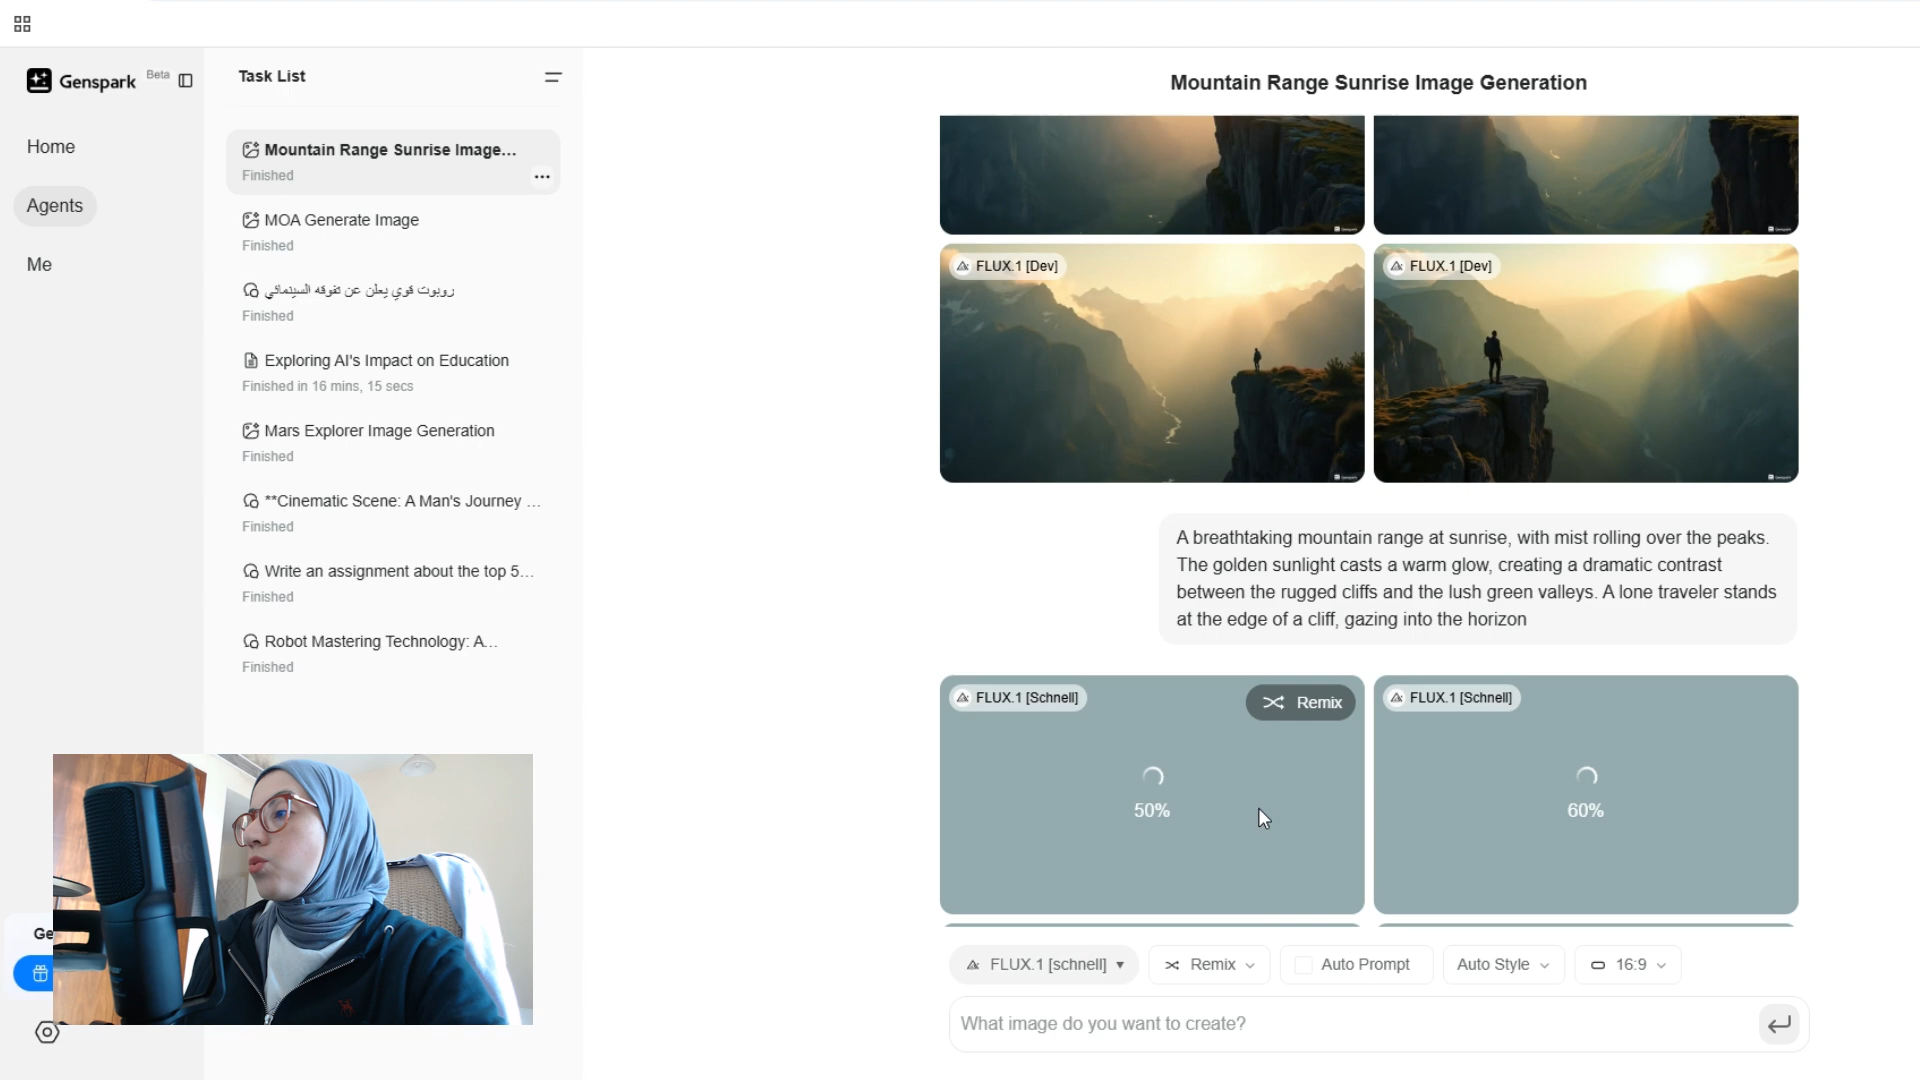 Genspark
Beta
Home
Agents
Me
Task List
Mountain Range Sunrise Image...
Finished
MOA Generate Image
Finished
روبوت قوي يعلن عن تفوقه السينمائي
Finished
Exploring AI's Impact on Education
Finished in 16 mins, 15 secs
Mars Explorer Image Generation
Finished
**Cinematic Scene: A Man's Journey ...
Finished
Write an assignment about the top 5...
Finished
Robot Mastering Technology: A...
Finished
Ge
Mountain Range Sunrise Image Generation
Genspark
Genspark
FLUX.1 [Dev]
FLUX.1 [Dev]
Genspark
Genspark
A breathtaking mountain range at sunrise, with mist rolling over the peaks.
The golden sunlight casts a warm glow, creating a dramatic contrast
between the rugged cliffs and the lush green valleys. A lone traveler stands
at the edge of a cliff, gazing into the horizon
FLUX.1 [Schnell]
Remix
FLUX.1 [Schnell]
50%
60%
FLUX.1 [schnell]
Remix
Auto Prompt
Auto Style
16:9
What image do you want to create?